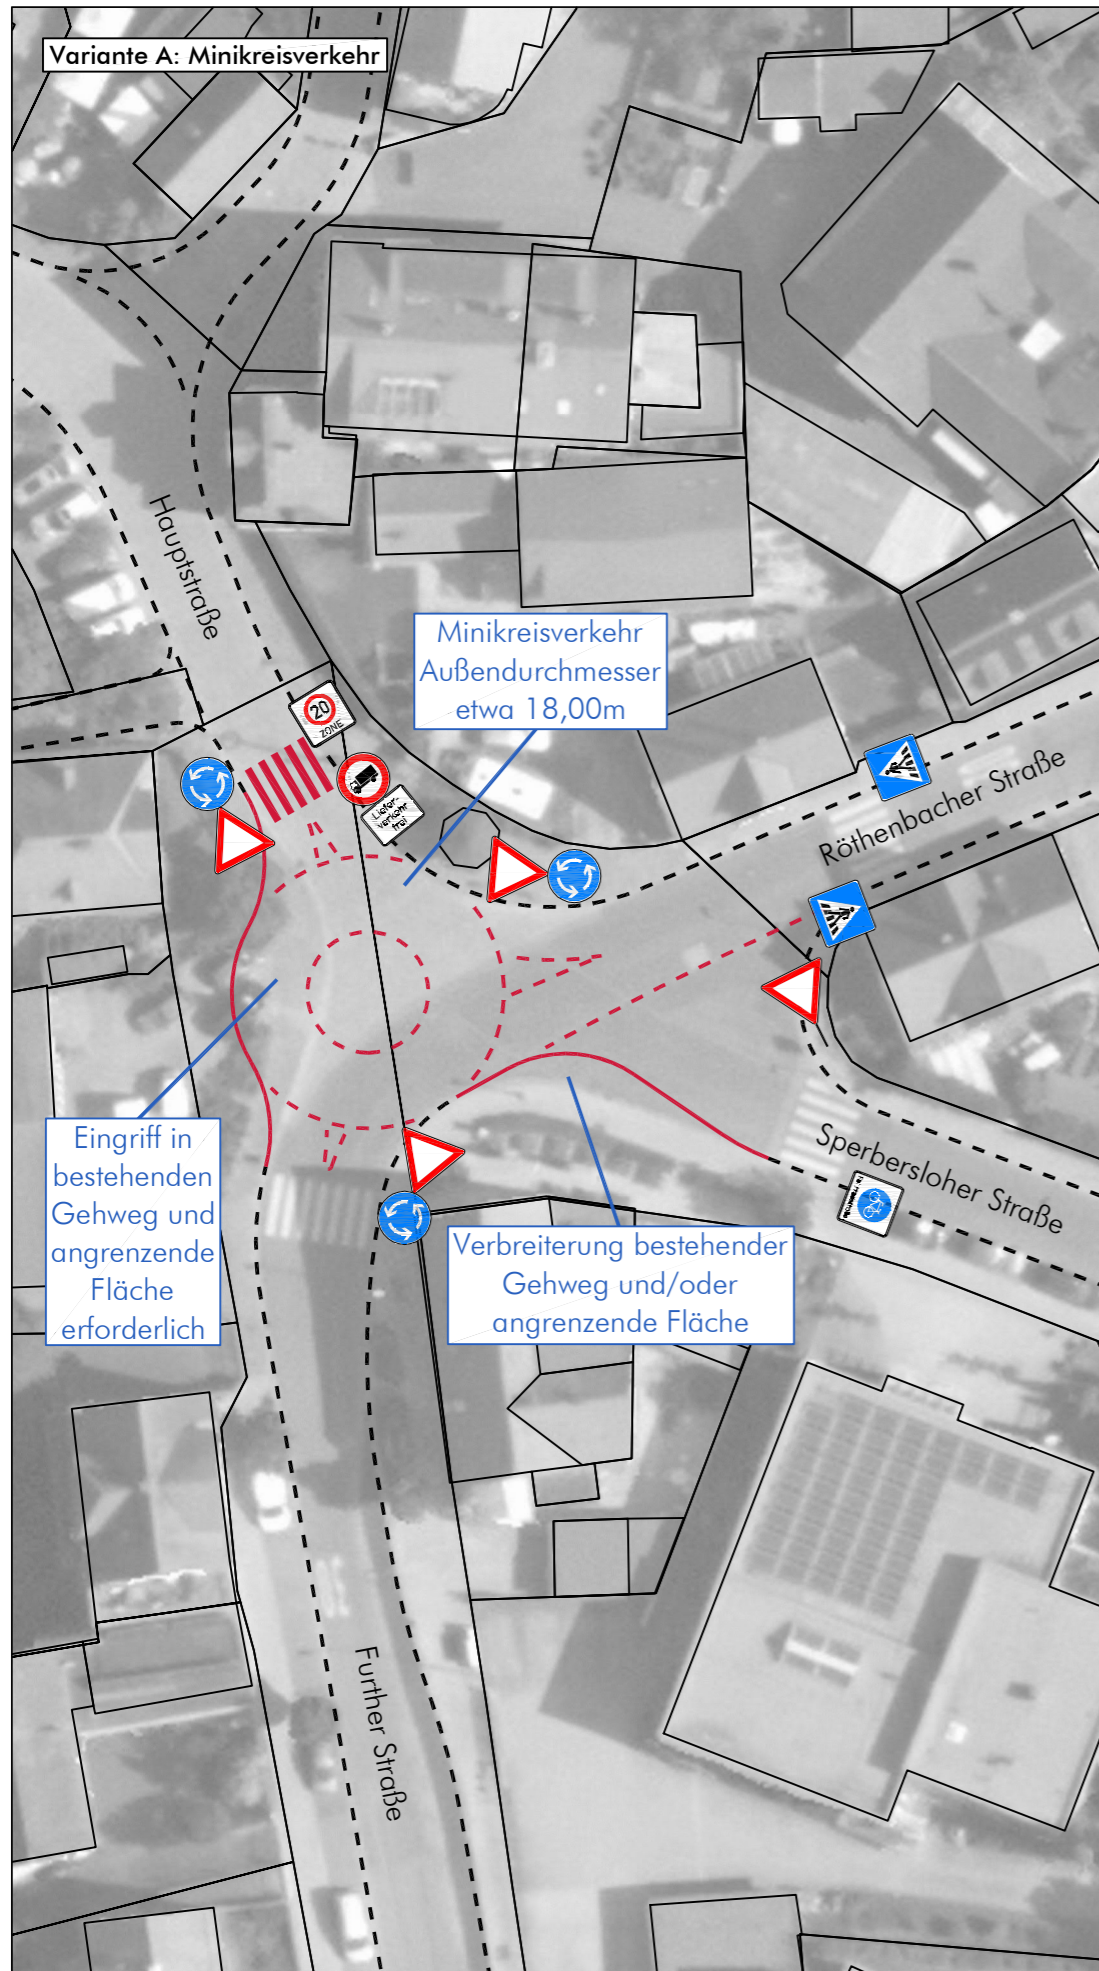 Variante A: Minikreisverkehr
Hauptstraße
Minikreisverkehr
Außendurchmesser
etwa 18,00m
20
ZONE
Liefer-
verkehr
frei
Röthenbacher Straße
Sperbersloher Straße
Eingriff in
bestehenden
Gehweg und
angrenzende
Fläche
erforderlich
Verbreiterung bestehender
Gehweg und/oder
angrenzende Fläche
Further Straße